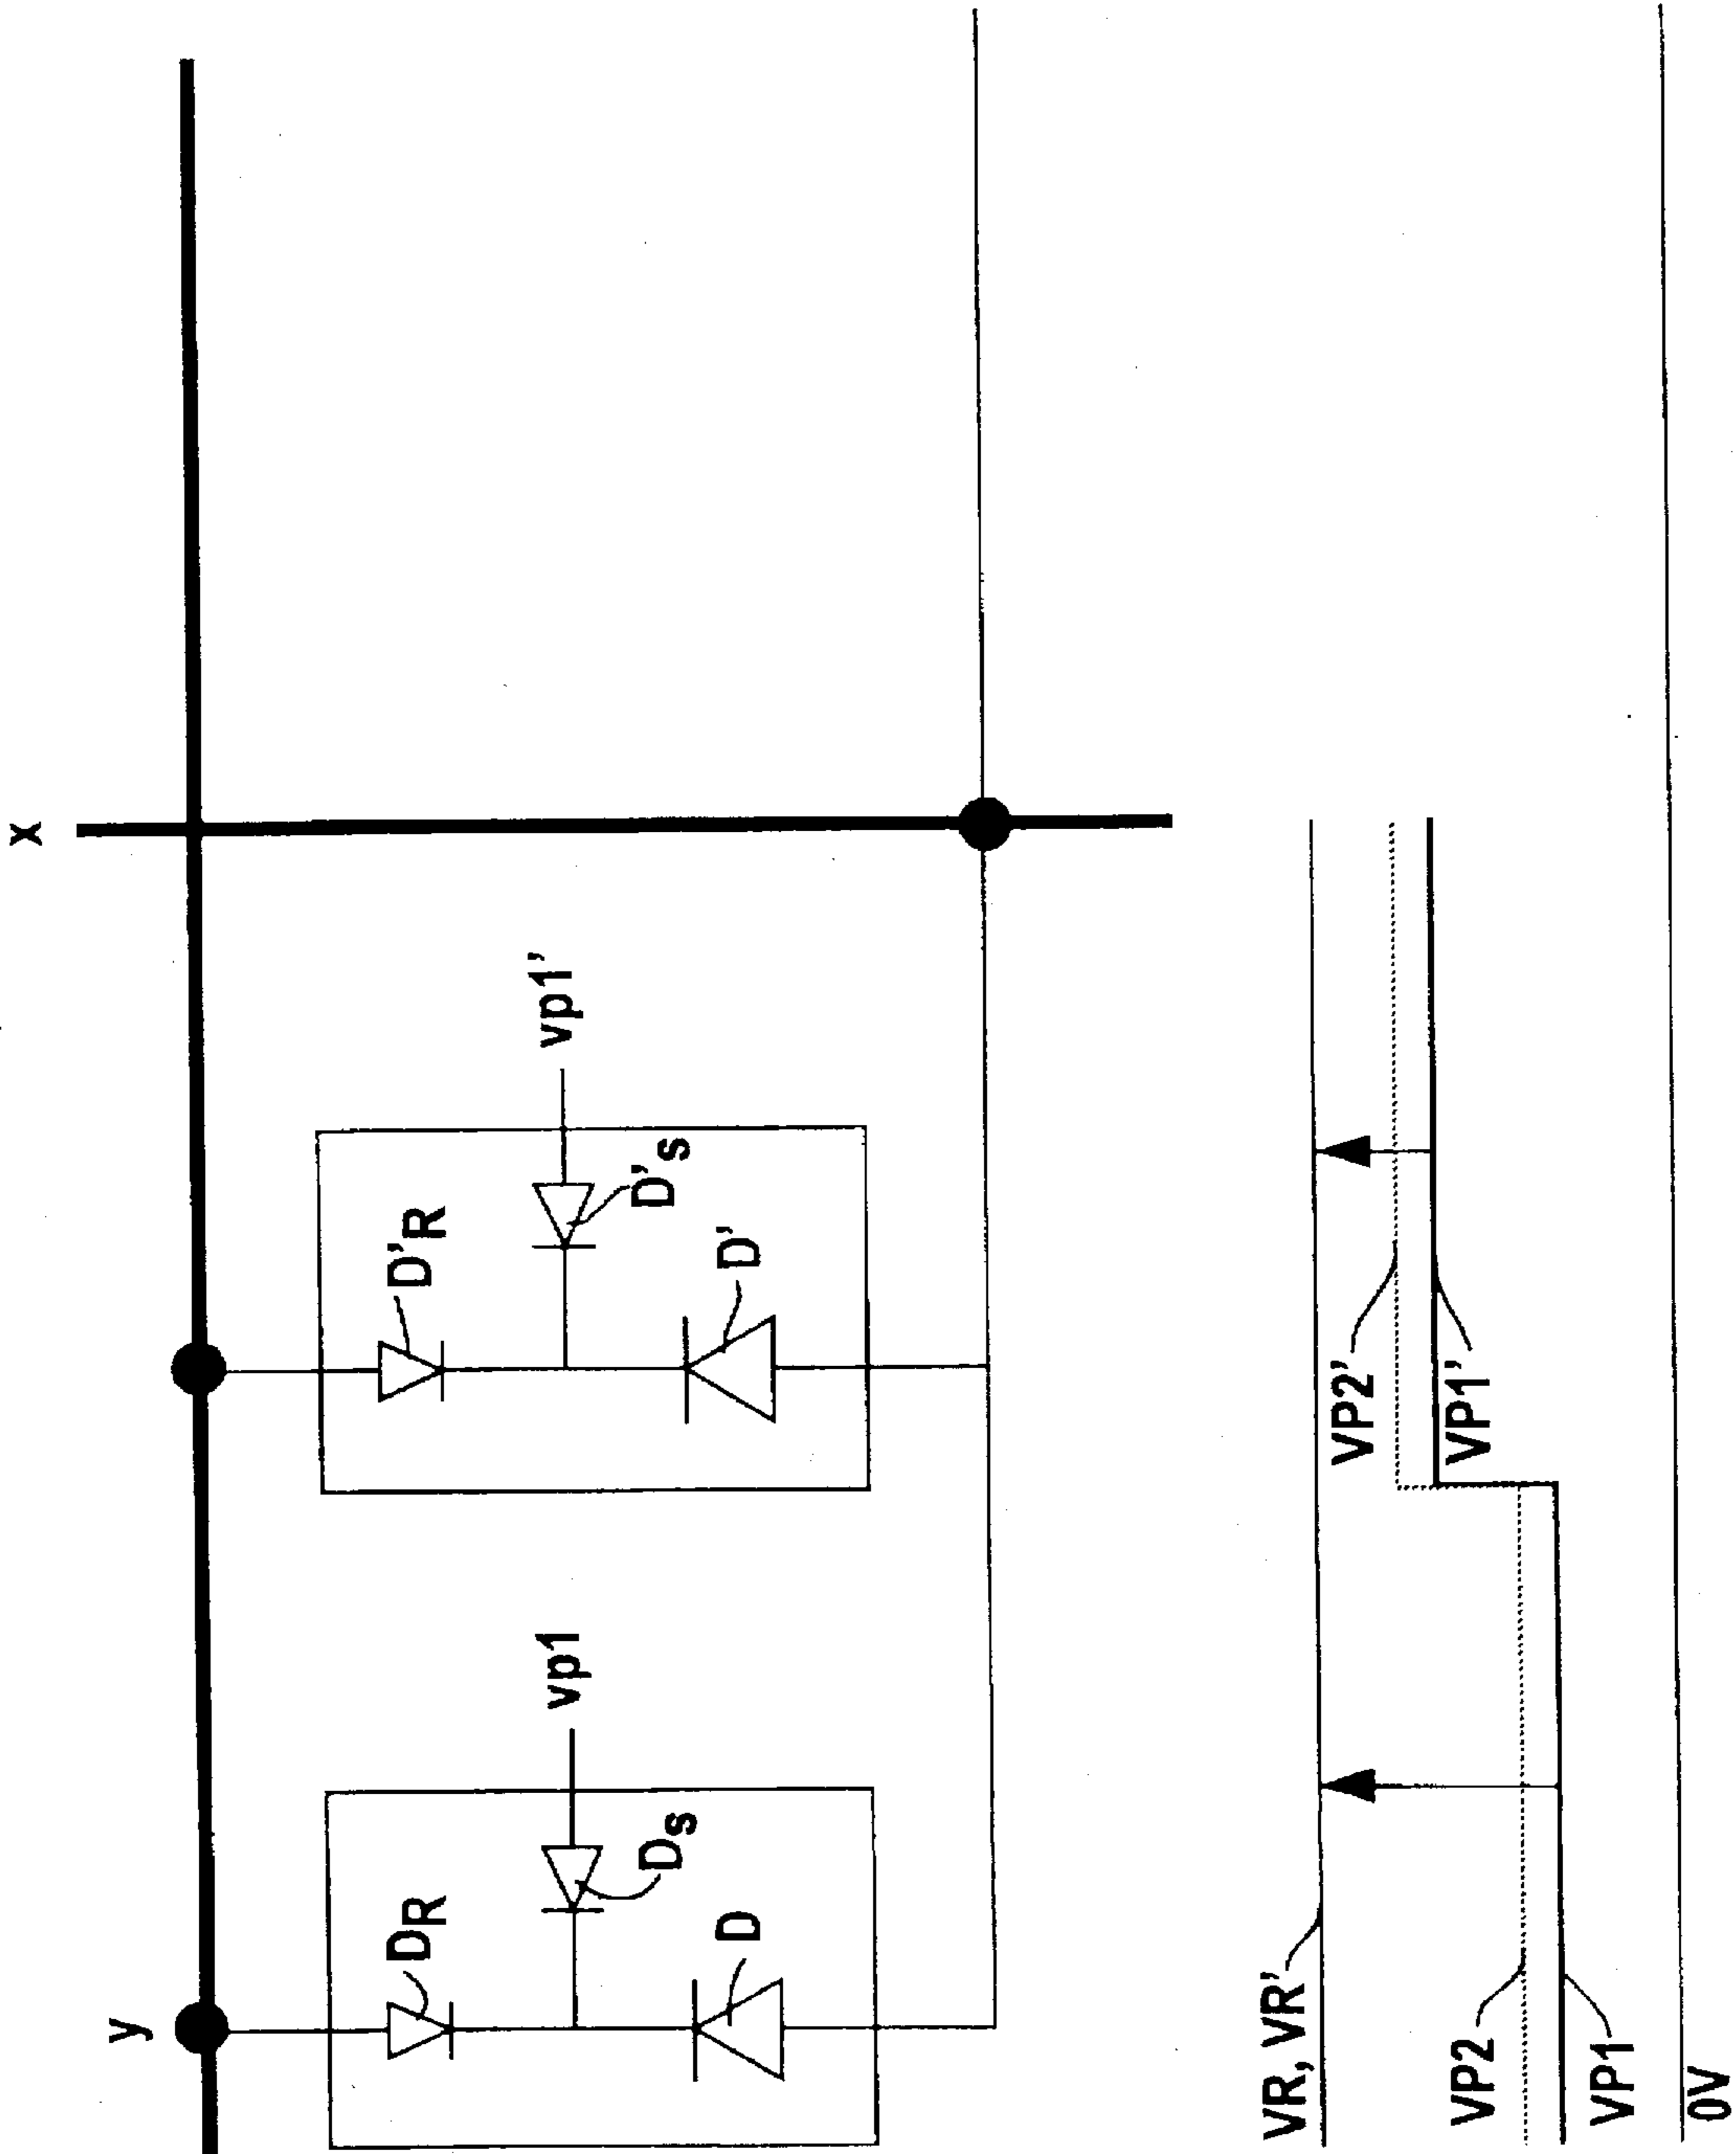 x
y
D'R
vp1'
D's
D'
DR
vp1
Ds
D
VR, VR'
VP2'
VP1'
VP2
VP1
0V